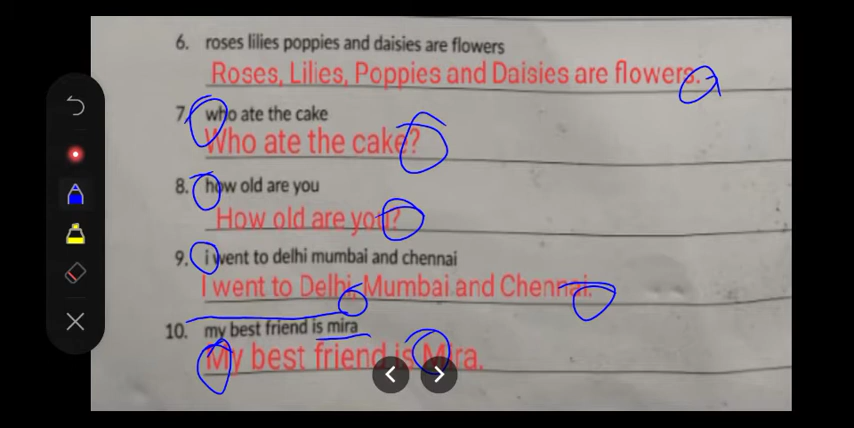 6. roses lilies poppies and daisies are flowers
Roses, Lilies, Poppies and Daisies are flowers.
7. who ate the cake
Who ate the cake?
8. how old are you
How old are you?
9. i went to delhi mumbai and chennai
I went to Delhi, Mumbai and Chennai.
10. my best friend is mira
My best friend is Mira.